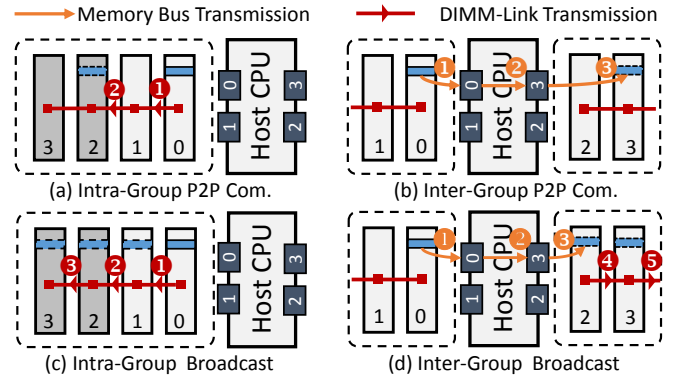 Memory Bus Transmission DIMM-Link Transmission
3 2 1 0 2 1 0 1 3 2 Host CPU
(a) Intra-Group P2P Com.
1 0 1 2 3 0 1 3 2 Host CPU 2 3
(b) Inter-Group P2P Com.
3 2 1 0 3 2 1 0 1 3 2 Host CPU
(c) Intra-Group Broadcast
1 0 1 2 3 0 1 3 2 Host CPU 4 5 2 3
(d) Inter-Group Broadcast